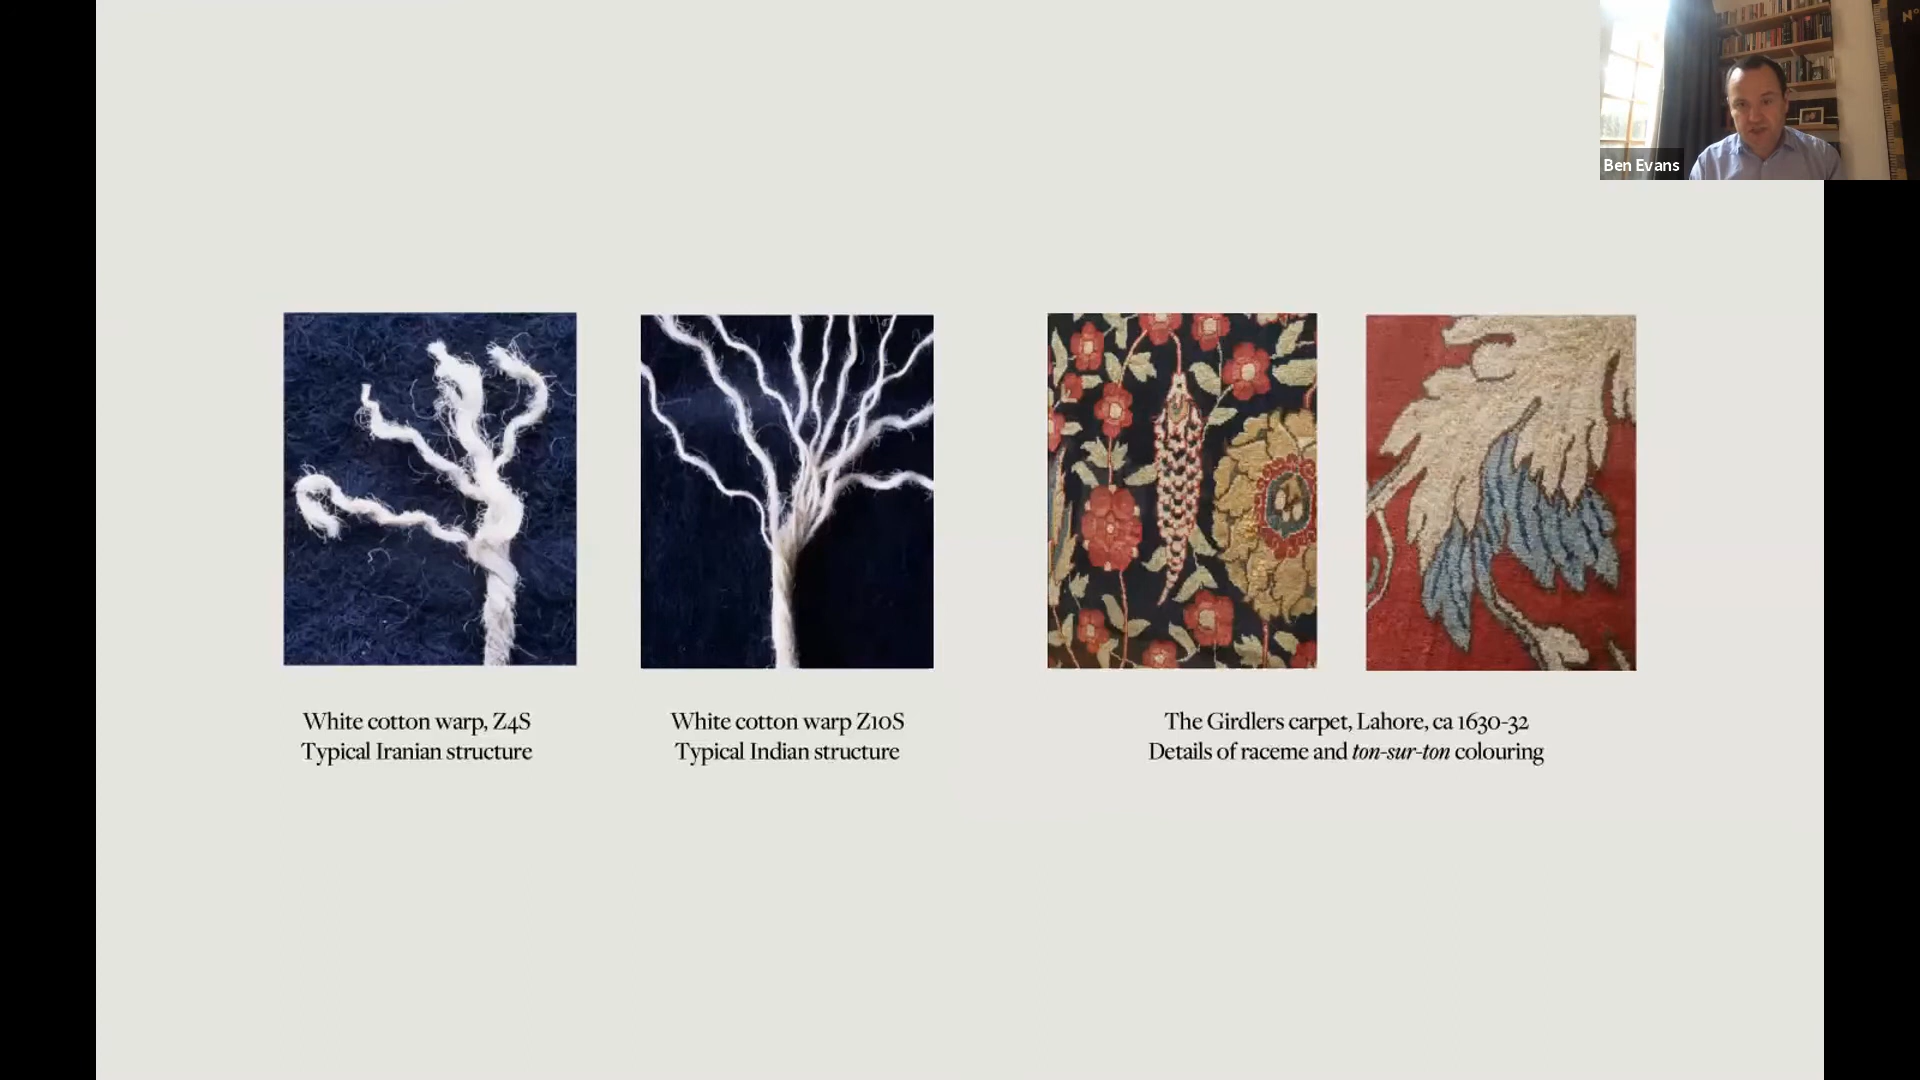 Ben Evans
White cotton warp, Z4S
Typical Iranian structure
White cotton warp Z10S
Typical Indian structure
The Girdlers carpet, Lahore, ca 1630-32
Details of raceme and ton-sur-ton colouring